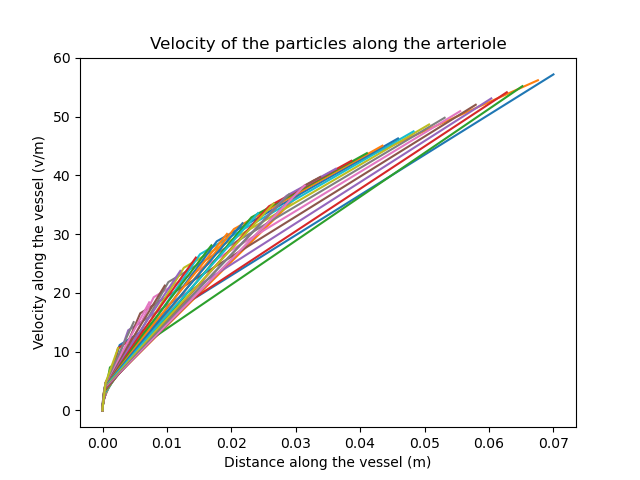 Velocity of the particles along the arteriole
60
50
40
30
20
10
0
Velocity along the vessel (v/m)
0.00 0.01 0.02 0.03 0.04 0.05 0.06 0.07
Distance along the vessel (m)